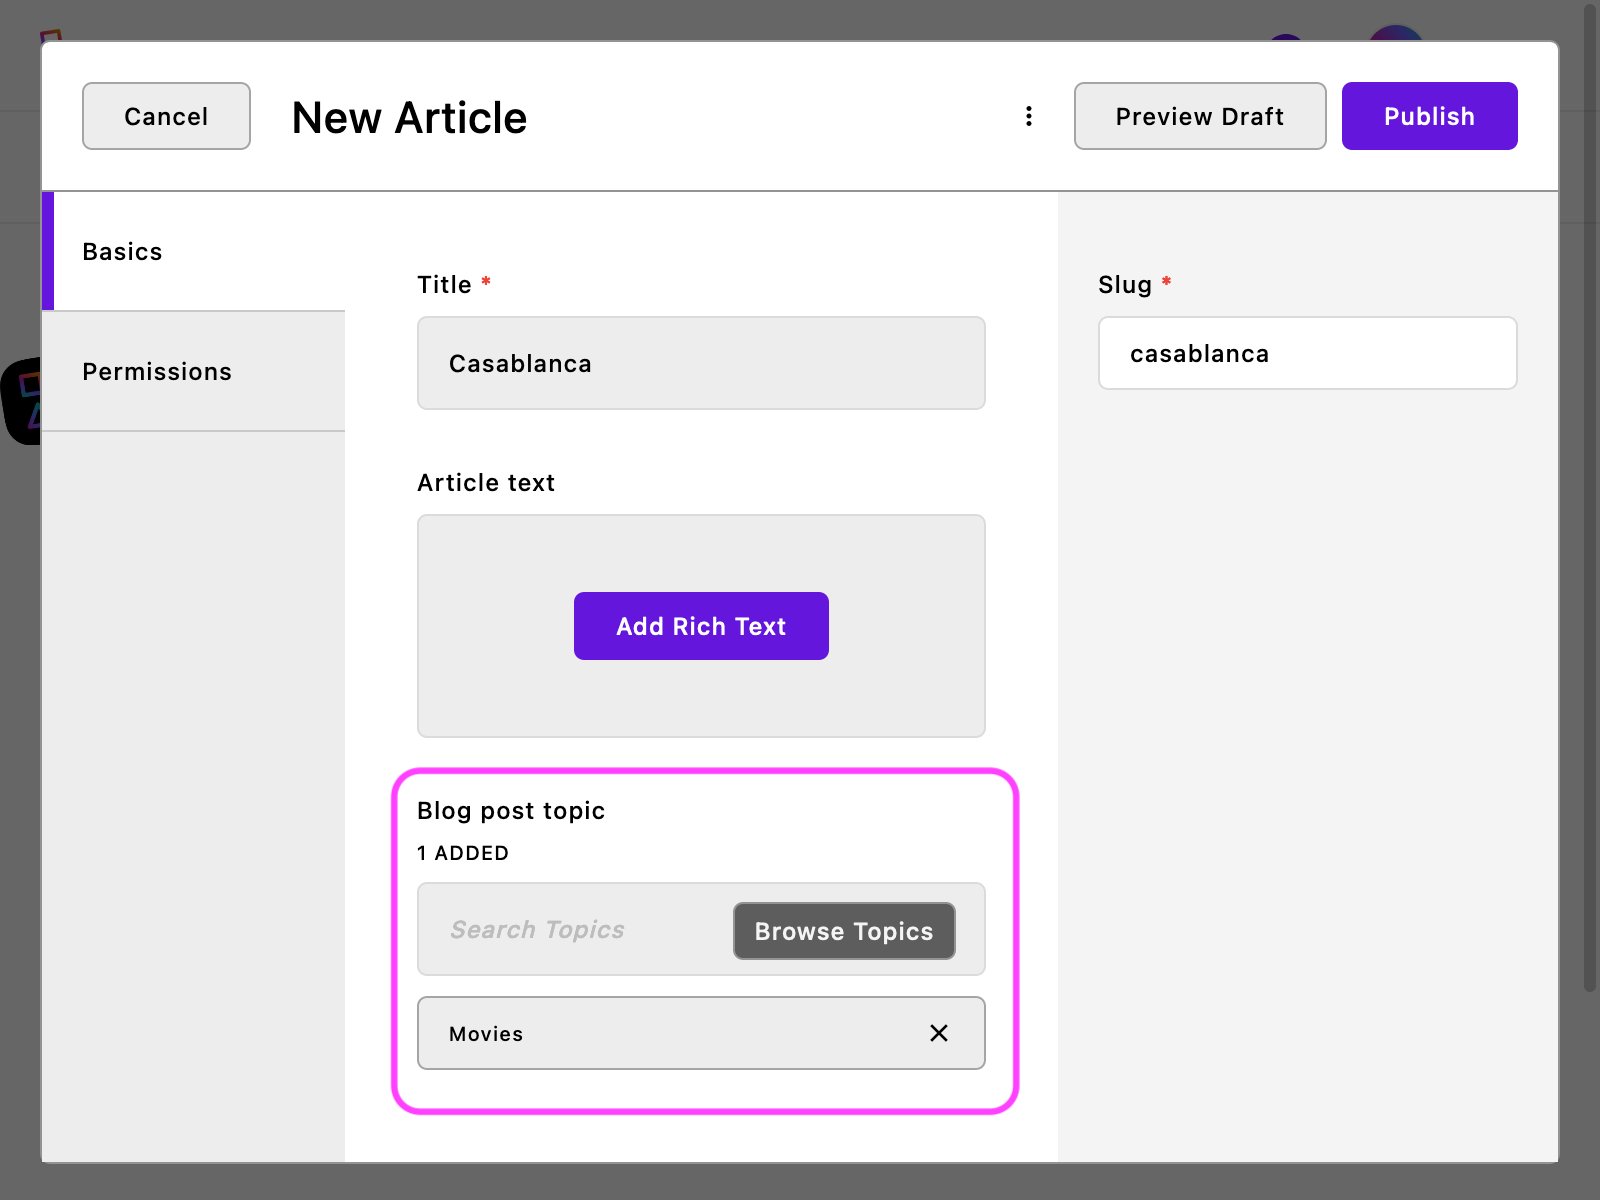 Cancel
New Article
Preview Draft
Publish
Basics
Permissions
Title *
Casablanca
Article text
Add Rich Text
Blog post topic
1 ADDED
Search Topics
Browse Topics
Movies
Slug *
casablanca